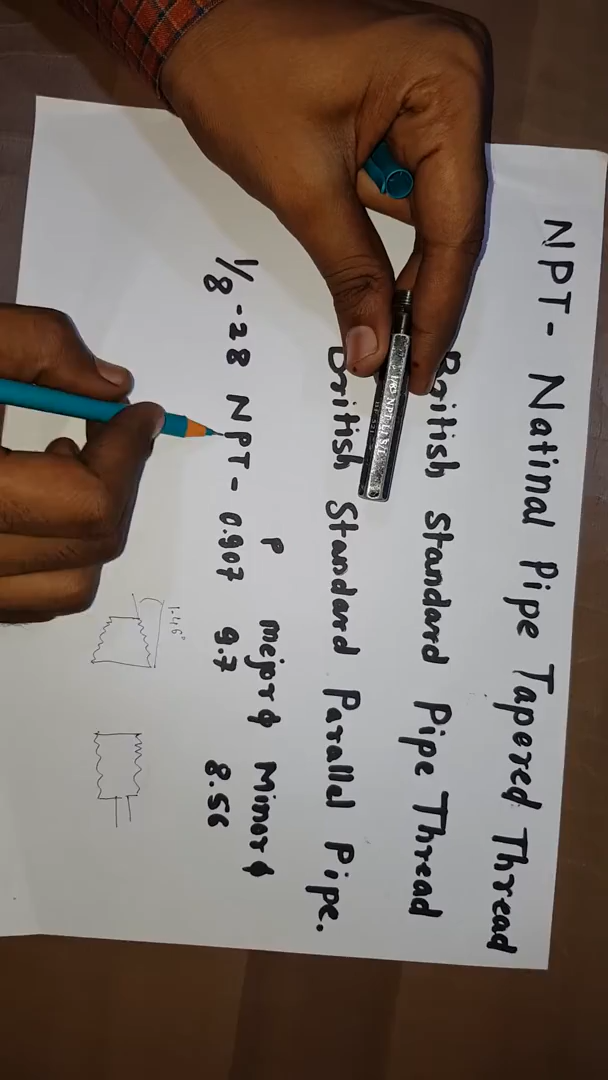 NPT- Natinal Pipe Tapered Thread
British Standard Pipe Thread
British Standard Parallel Pipe.
P Mejor ϕ Minor ϕ
1/8 - 28 NPT - 0.907 9.7 8.56
1.46°